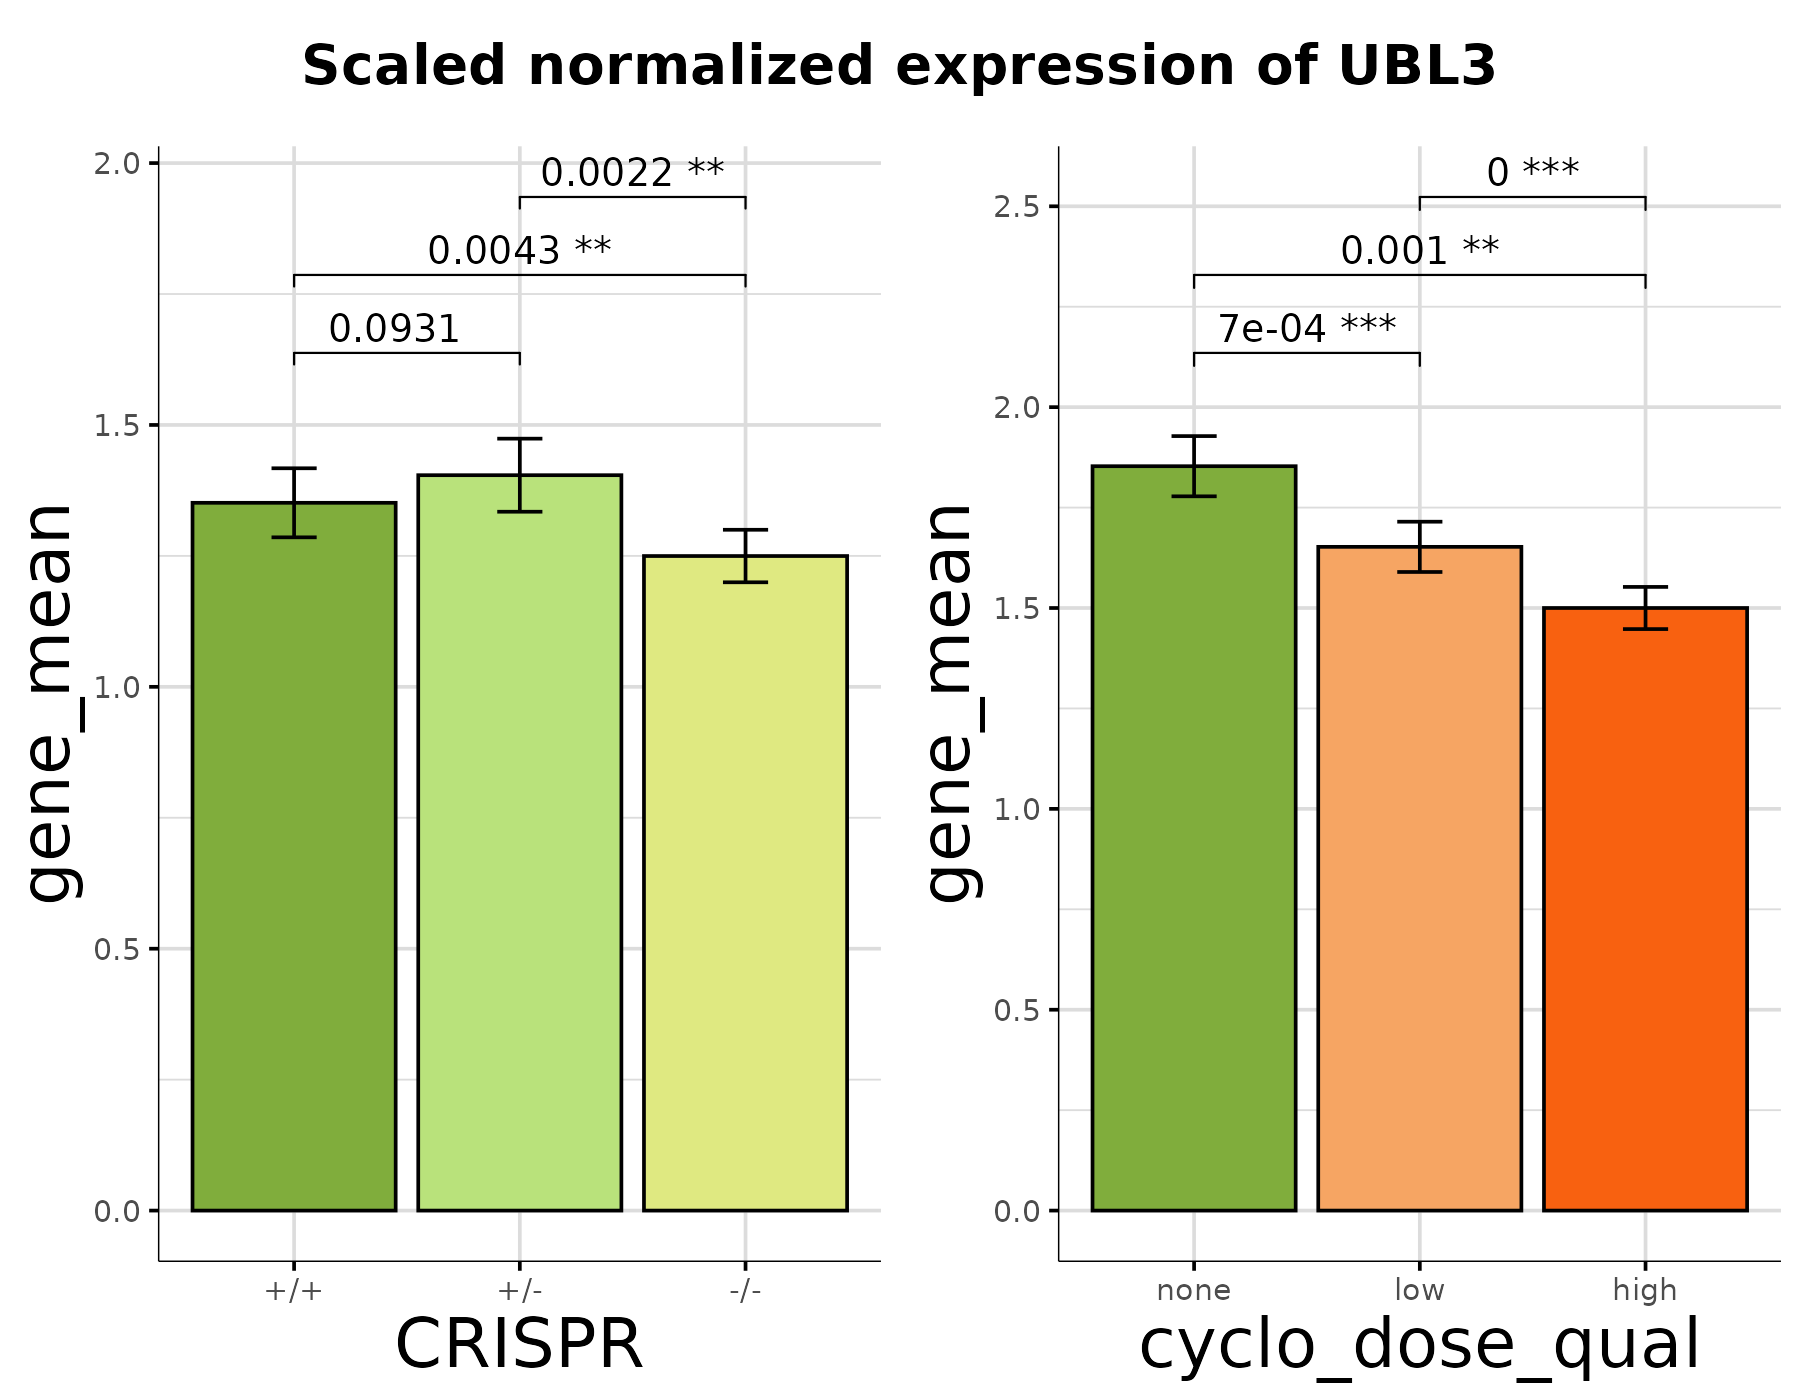 Scaled normalized expression of UBL3
gene_mean
2.0
1.5
1.0
0.5
0.0
0.0022 **
0.0043 **
0.0931
+/+
+/-
-/-
CRISPR
gene_mean
2.5
2.0
1.5
1.0
0.5
0.0
0 ***
0.001 **
7e-04 ***
none
low
high
cyclo_dose_qual